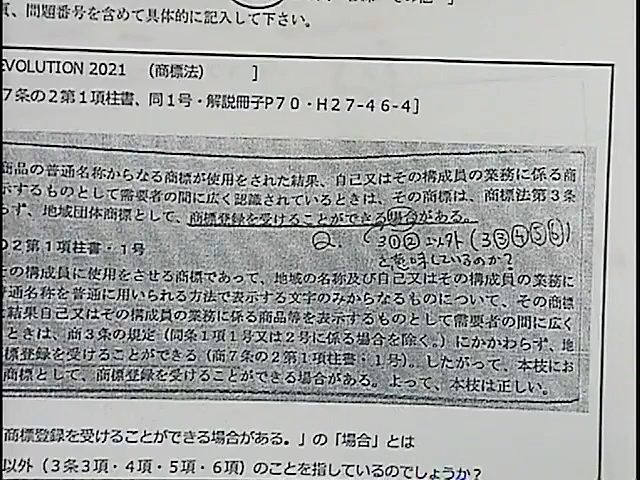 頁、問題番号を含めて具体的に記入して下さい。
EVOLUTION 2021 （商標法） ]
7条の2第1項柱書、同1号・解説冊子P70・H27-46-4]
商品の普通名称からなる商標が使用をされた結果、自己又はその構成員の業務に係る商
示するものとして需要者の間に広く認識されているときは、その商標は、商標法第3条
らず、地域団体商標として、商標登録を受けることができる場合がある。
Q. 3①② 以外 (3③④⑤⑥)
と意味しているのか?
の2第1項柱書・1号
その構成員に使用をさせる商標であって、地域の名称及び自己又はその構成員の業務に
普通名称を普通に用いられる方法で表示する文字のみからなるものについて、その商標
結果自己又はその構成員の業務に係る商品等を表示するものとして需要者の間に広く
ときは、商3条の規定（同条1項1号又は2号に係る場合を除く。）にかかわらず、地
標登録を受けることができる（商7条の2第1項柱書・1号）。したがって、本枝にお
商標として、商標登録を受けることができる場合がある。よって、本枝は正しい。
商標登録を受けることができる場合がある。」の「場合」とは
以外（3条3項・4項・5項・6項）のことを指しているのでしょうか？